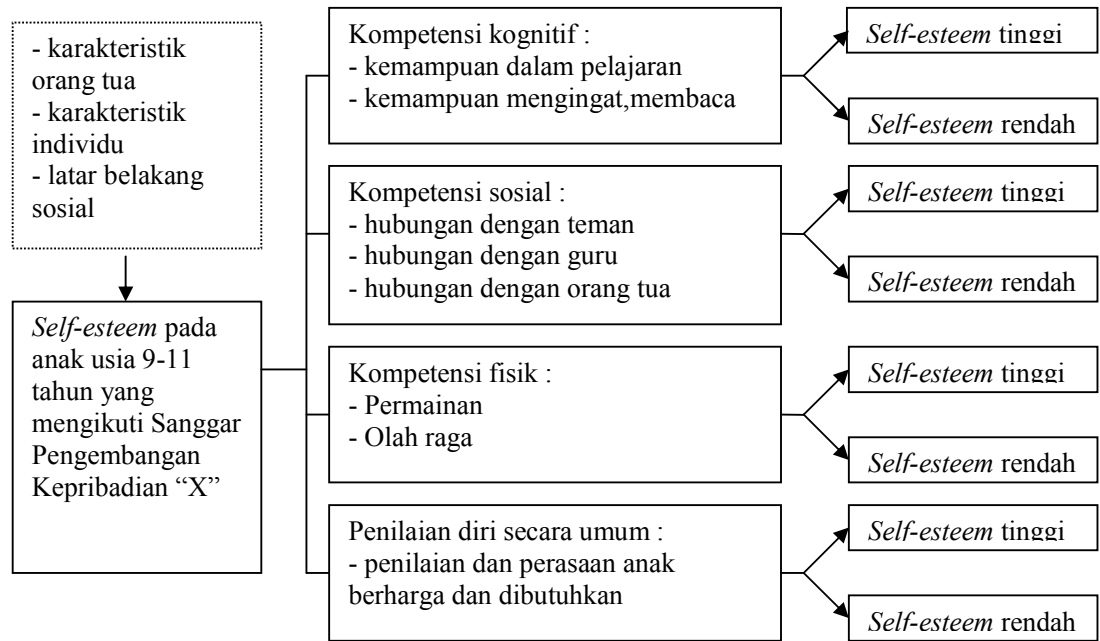 - karakteristik
orang tua
- karakteristik
individu
- latar belakang
sosial
Self-esteem pada
anak usia 9-11
tahun yang
mengikuti Sanggar
Pengembangan
Kepribadian “X”
Kompetensi kognitif :
- kemampuan dalam pelajaran
- kemampuan mengingat,membaca
Self-esteem tinggi
Self-esteem rendah
Kompetensi sosial :
- hubungan dengan teman
- hubungan dengan guru
- hubungan dengan orang tua
Self-esteem tinggi
Self-esteem rendah
Kompetensi fisik :
- Permainan
- Olah raga
Self-esteem tinggi
Self-esteem rendah
Penilaian diri secara umum :
- penilaian dan perasaan anak
berharga dan dibutuhkan
Self-esteem tinggi
Self-esteem rendah